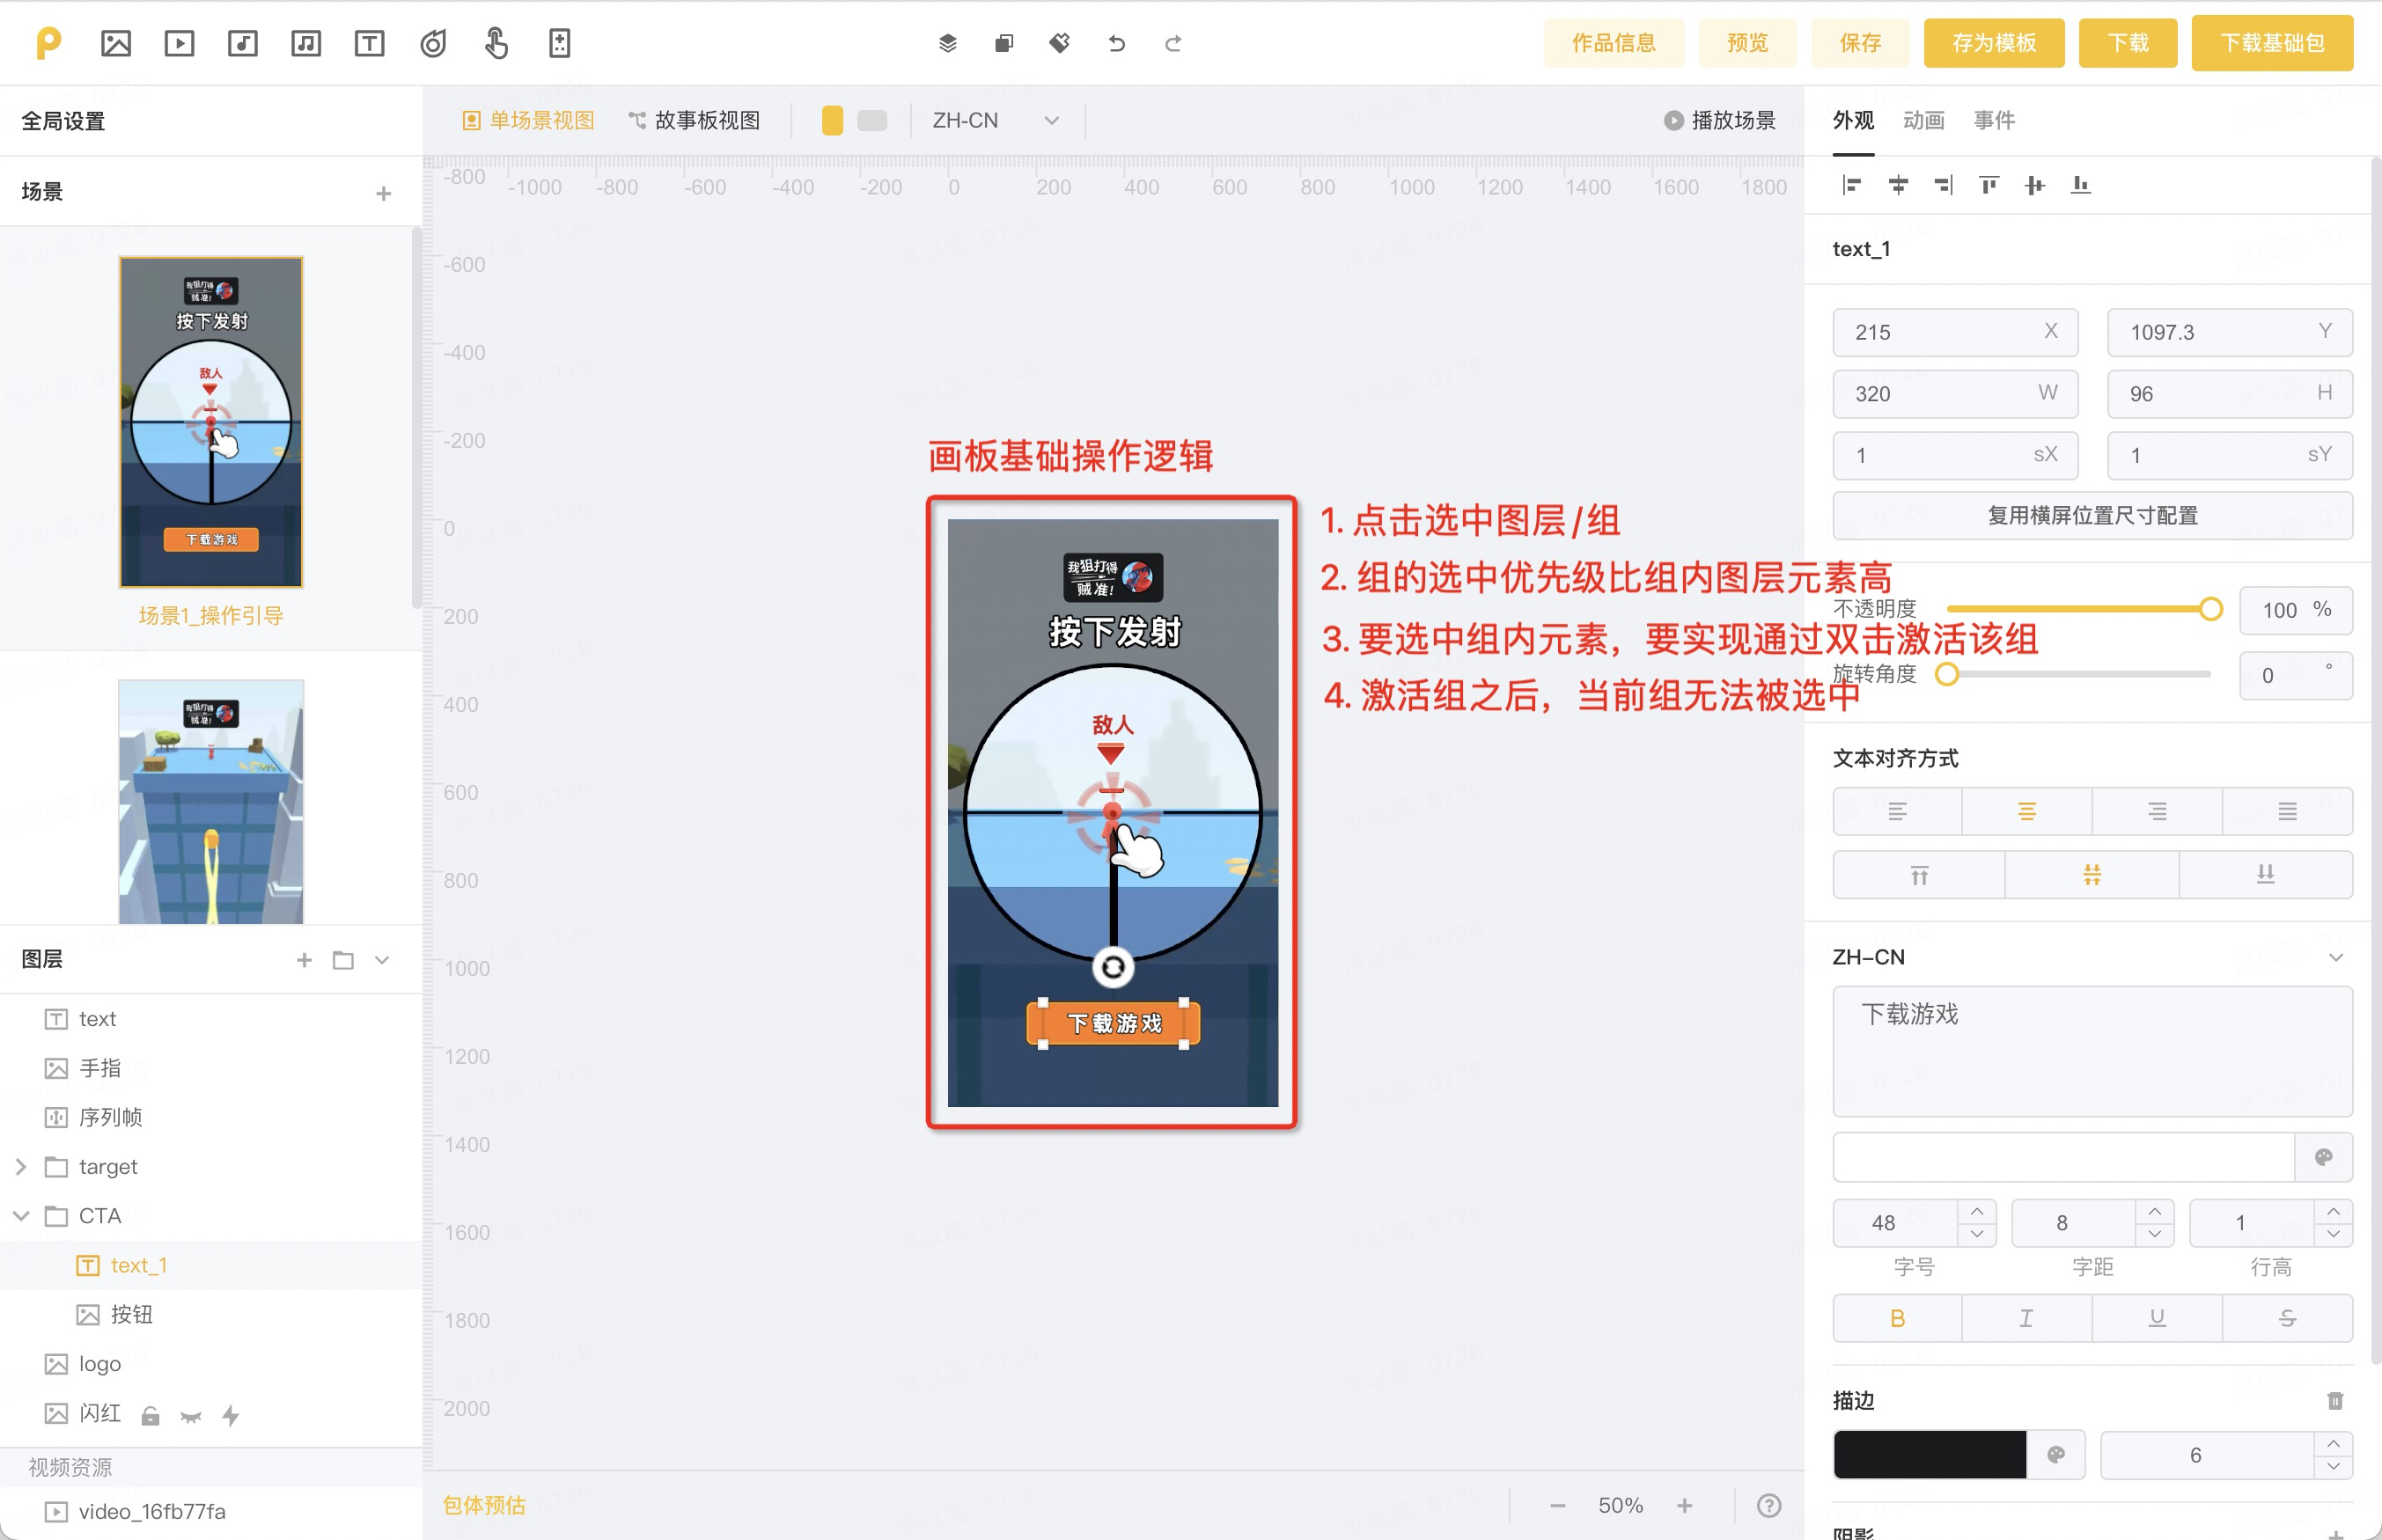 作品信息
预览
保存
存为模板
下载
下载基础包
全局设置
单场景视图
故事板视图
ZH-CN
播放场景
外观
动画
事件
场景
-1000
-800
-600
-400
-200
0
200
400
600
800
1000
1200
1400
1600
1800
-800
-600
-400
-200
0
200
400
600
800
1000
1200
1400
1600
1800
2000
我狙打得
贼准!
按下发射
敌人
下载游戏
场景1_操作引导
我狙打得
贼准!
图层
text
手指
序列帧
target
CTA
text_1
按钮
logo
闪红
视频资源
video_16fb77fa
画板基础操作逻辑
1. 点击选中图层/组
2. 组的选中优先级比组内图层元素高
3. 要选中组内元素，要实现通过双击激活该组
4. 激活组之后，当前组无法被选中
我狙打得
贼准!
按下发射
敌人
下载游戏
包体预估
50%
text_1
215 X
1097.3 Y
320 W
96 H
1 sX
1 sY
复用横屏位置尺寸配置
不透明度
100 %
旋转角度
0 °
文本对齐方式
ZH-CN
下载游戏
48
8
1
字号
字距
行高
B
I
U
S
描边
6
阴影